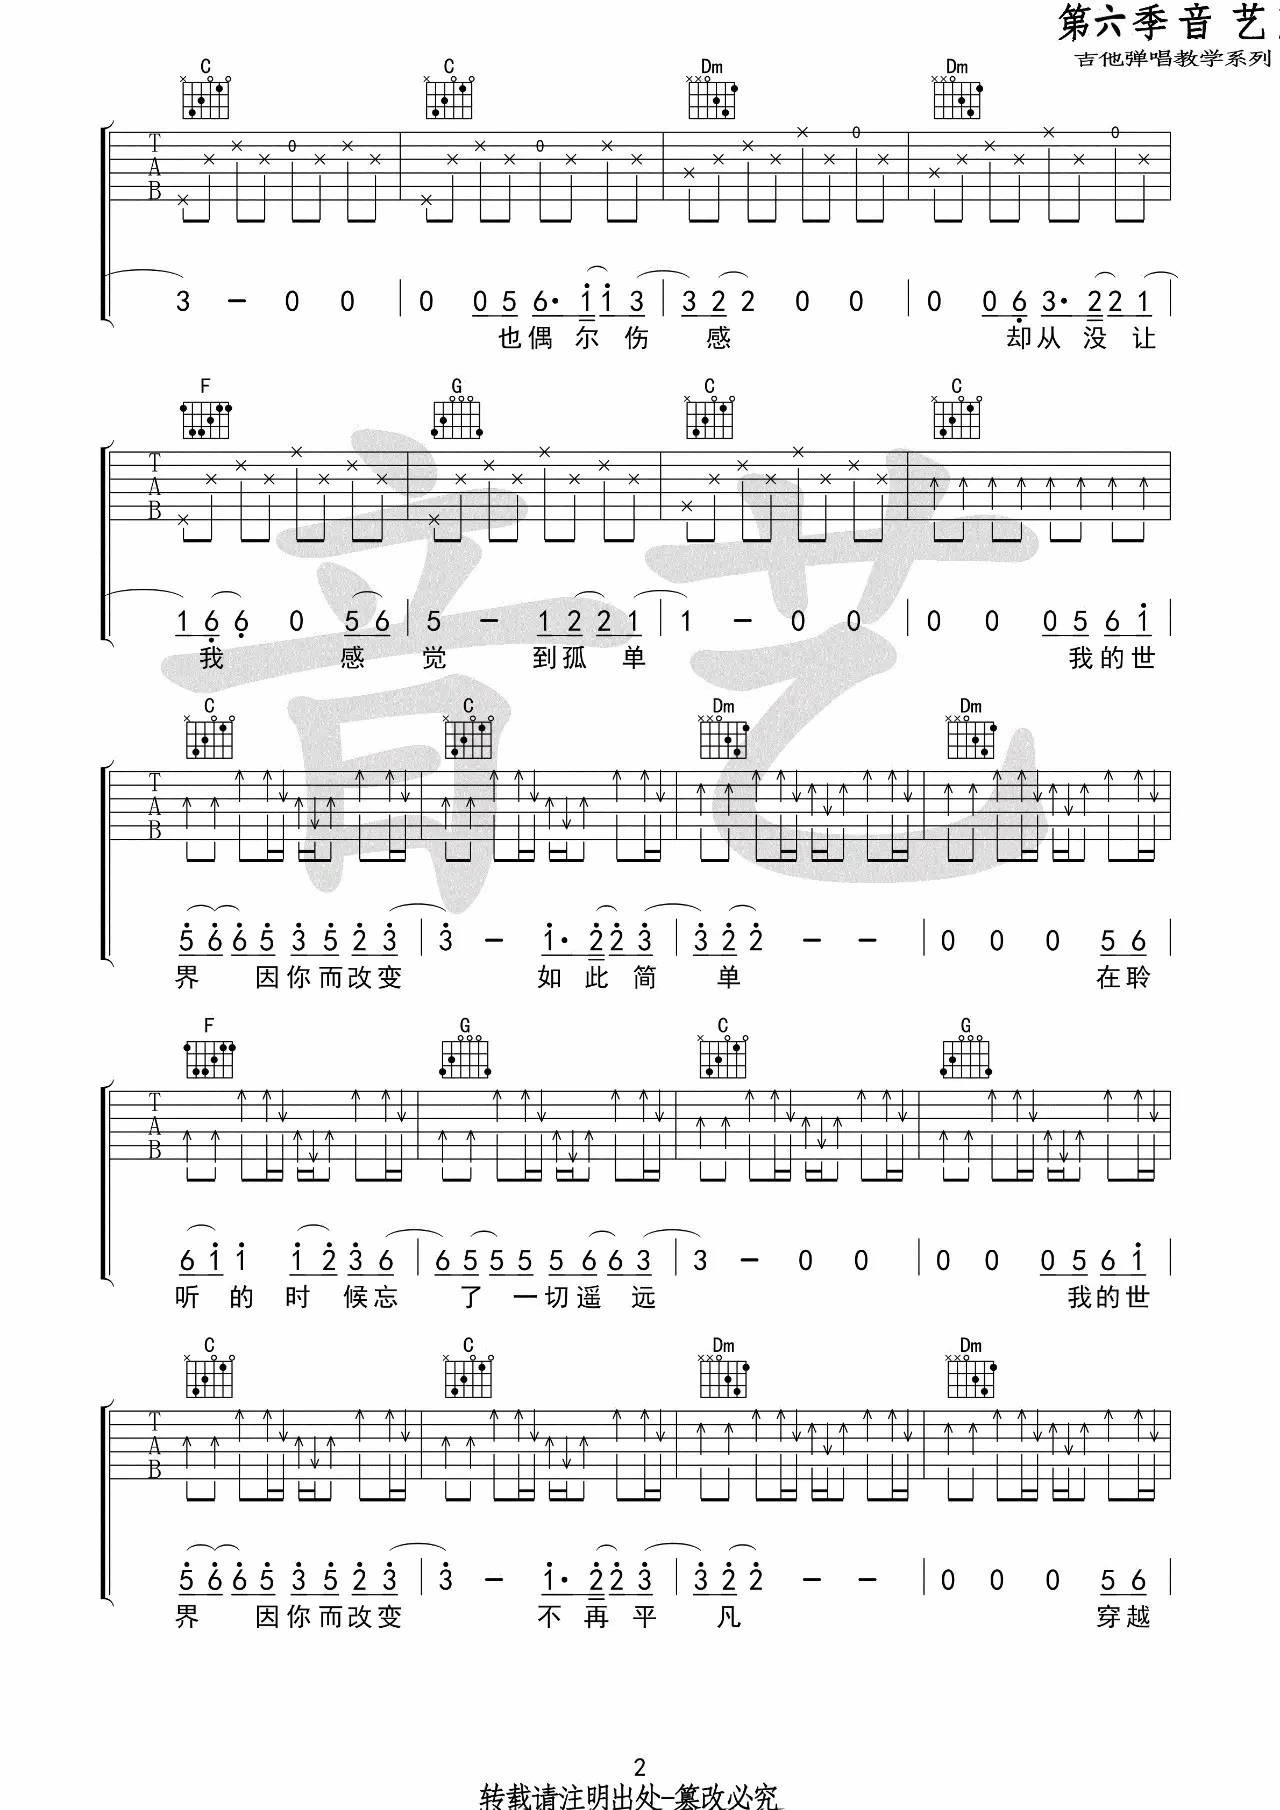 第六季音 艺
吉他弹唱教学系列
C C Dm Dm
T
A
B
3 – 0 0 | 0 0 5 6· 1 1 3 | 3 2 2 0 0 | 0 0 6 3· 2 2 1
也偶尔伤 感 却从没让
F G C C
T
A
B
1 6 6 0 5 6 | 5 – 1 2 2 1 | 1 – 0 0 | 0 0 0 5 6 1
我 感 觉 到孤 单 我的世
C C Dm Dm
T
A
B
5 6 6 5 3 5 2 3 | 3 – 1· 2 2 3 | 3 2 2 – – | 0 0 0 5 6
界 因你而改变 如此简 单 在聆
F G C G
T
A
B
6 1 1 1 2 3 6 | 6 5 5 5 5 6 6 3 | 3 – 0 0 | 0 0 0 5 6 1
听 的 时 候忘 了 一切遥 远 我的世
C C Dm Dm
T
A
B
5 6 6 5 3 5 2 3 | 3 – 1· 2 2 3 | 3 2 2 – – | 0 0 0 5 6
界 因你而改变 不再平 凡 穿越
音艺
2
转载请注明出处-篡改必究